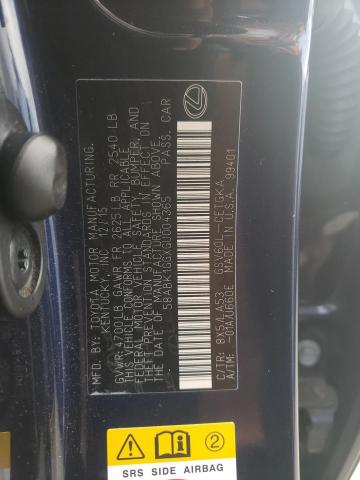 MFD. BY: TOYOTA MOTOR MANUFACTURING,
KENTUCKY, INC. 12/15
GVWR: 4700LB GAWR FR 2625LB RR 2540 LB
THIS VEHICLE CONFORMS TO ALL APPLICABLE
FEDERAL MOTOR VEHICLE SAFETY, BUMPER, AND
THEFT PREVENTION STANDARDS IN EFFECT ON
THE DATE OF MANUFACTURE SHOWN ABOVE.
58ABK1GGXGU004365 PASS. CAR
C/TR: 8X5/LA53 GSV60L-CETGKA
A/TM: -01A/U660E MADE IN U.S.A. 99401
SRS SIDE AIRBAG